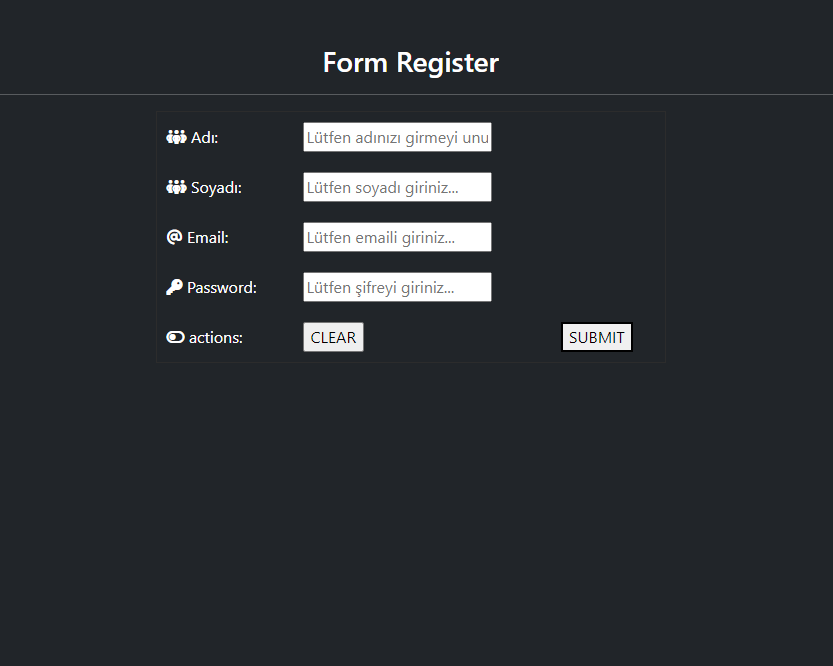 Form Register
Adı: Lütfen adınızı girmeyi unu
Soyadı: Lütfen soyadı giriniz...
@ Email: Lütfen emaili giriniz...
Password: Lütfen şifreyi giriniz...
actions: CLEAR SUBMIT